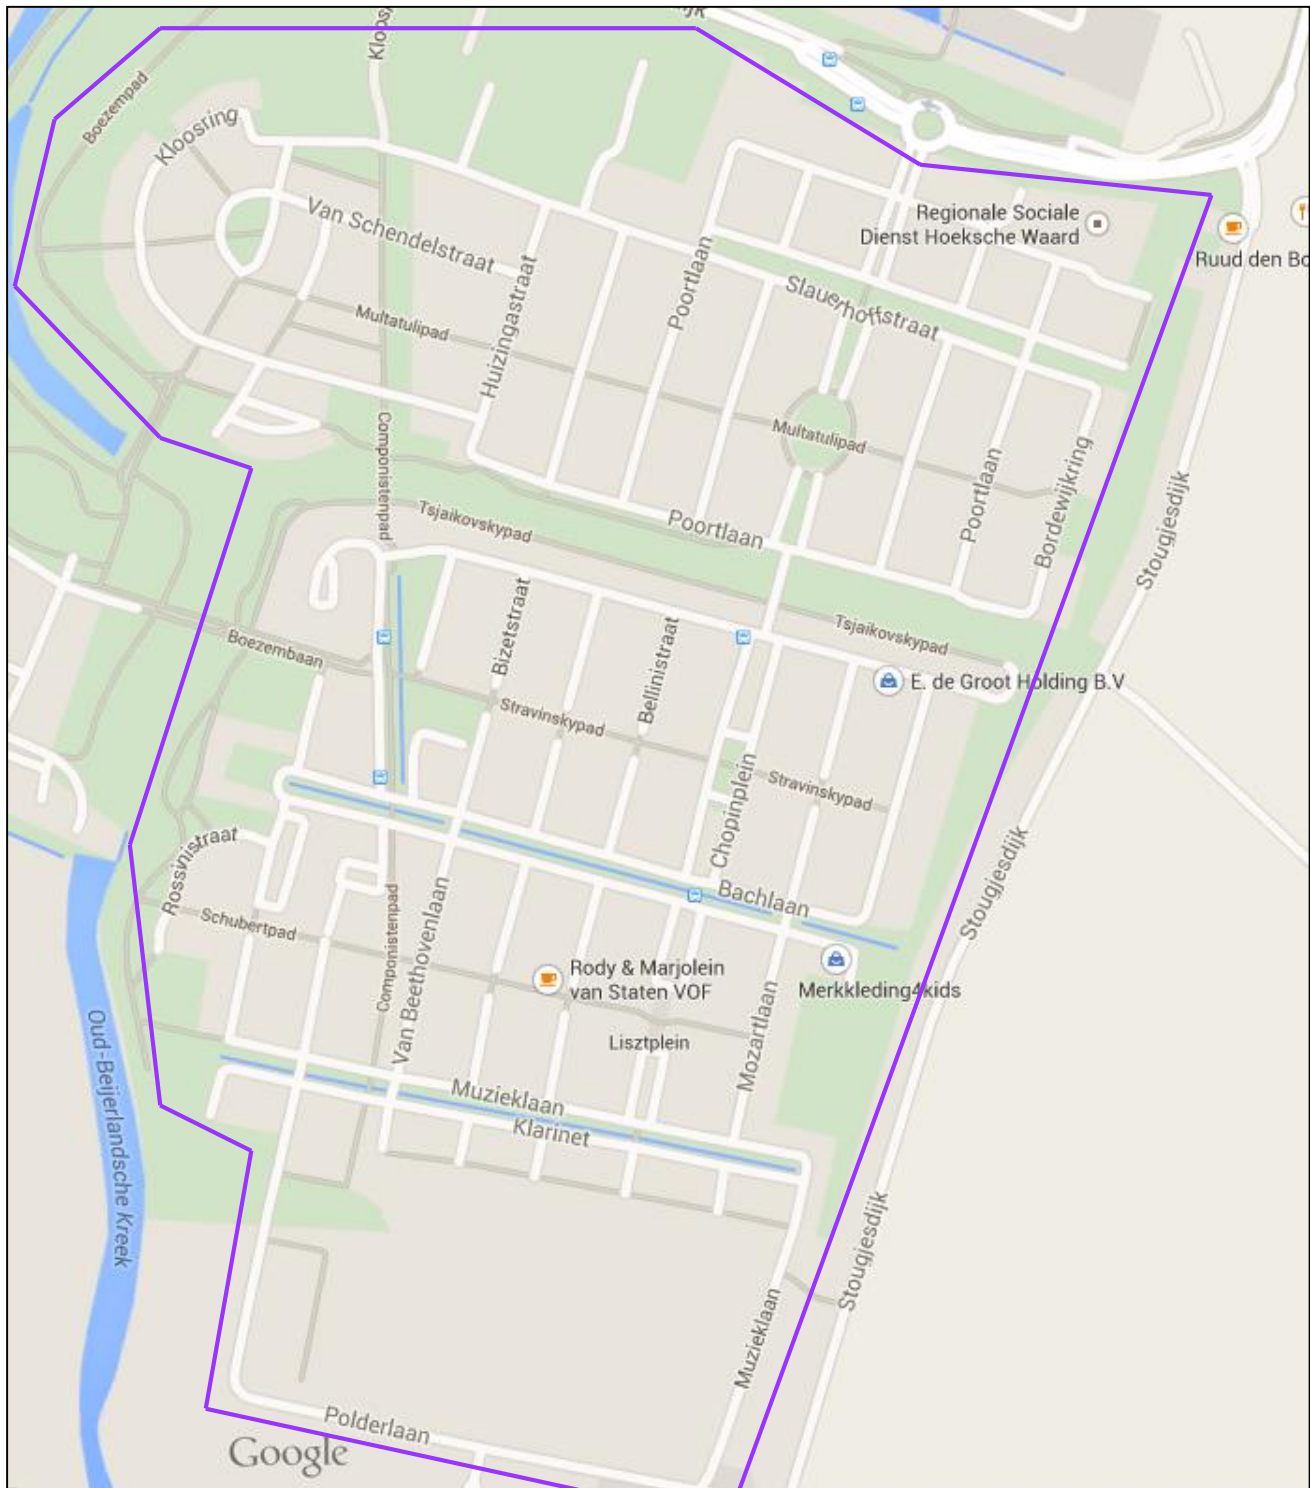 Kloos
Boezempad
Kloosring
Van Schendelstraat
Regionale Sociale
Dienst Hoeksche Waard
Ruud den Bo
Huizingastraat
Poortlaan
Slauerhoffstraat
Multatulipad
Componistenpad
Multatulipad
Tsjaikovskypad
Poortlaan
Poortlaan
Bordewijkring
Stougjesdijk
Boezembaan
Bizetstraat
Bellinistraat
Tsjaikovskypad
E. de Groot Holding B.V
Stravinskypad
Stravinskypad
Chopinplein
Rossinistraat
Bachlaan
Stougjesdijk
Schubertpad
Componistenpad
Van Beethovenlaan
Rody & Marjolein
van Staten VOF
Merkkleding4kids
Lisztplein
Mozartlaan
Oud-Beijerlandsche Kreek
Muzieklaan
Klarinet
Stougjesdijk
Muzieklaan
Polderlaan
Google